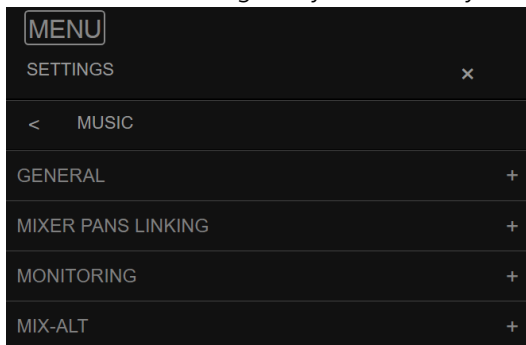 MENU
SETTINGS ×
< MUSIC
GENERAL +
MIXER PANS LINKING +
MONITORING +
MIX-ALT +